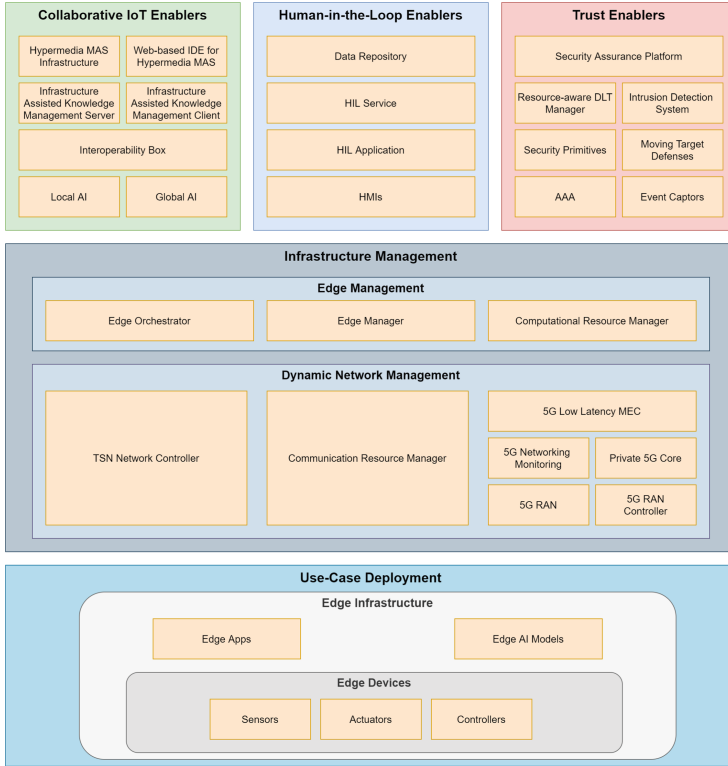 Collaborative IoT Enablers
Hypermedia MAS
Infrastructure
Web-based IDE for
Hypermedia MAS
Infrastructure
Assisted Knowledge
Management Server
Infrastructure
Assisted Knowledge
Management Client
Interoperability Box
Local AI
Global AI
Human-in-the-Loop Enablers
Data Repository
HIL Service
HIL Application
HMIs
Trust Enablers
Security Assurance Platform
Resource-aware DLT
Manager
Intrusion Detection
System
Security Primitives
Moving Target
Defenses
AAA
Event Captors
Infrastructure Management
Edge Management
Edge Orchestrator
Edge Manager
Computational Resource Manager
Dynamic Network Management
TSN Network Controller
Communication Resource Manager
5G Low Latency MEC
5G Networking
Monitoring
Private 5G Core
5G RAN
5G RAN
Controller
Use-Case Deployment
Edge Infrastructure
Edge Apps
Edge AI Models
Edge Devices
Sensors
Actuators
Controllers